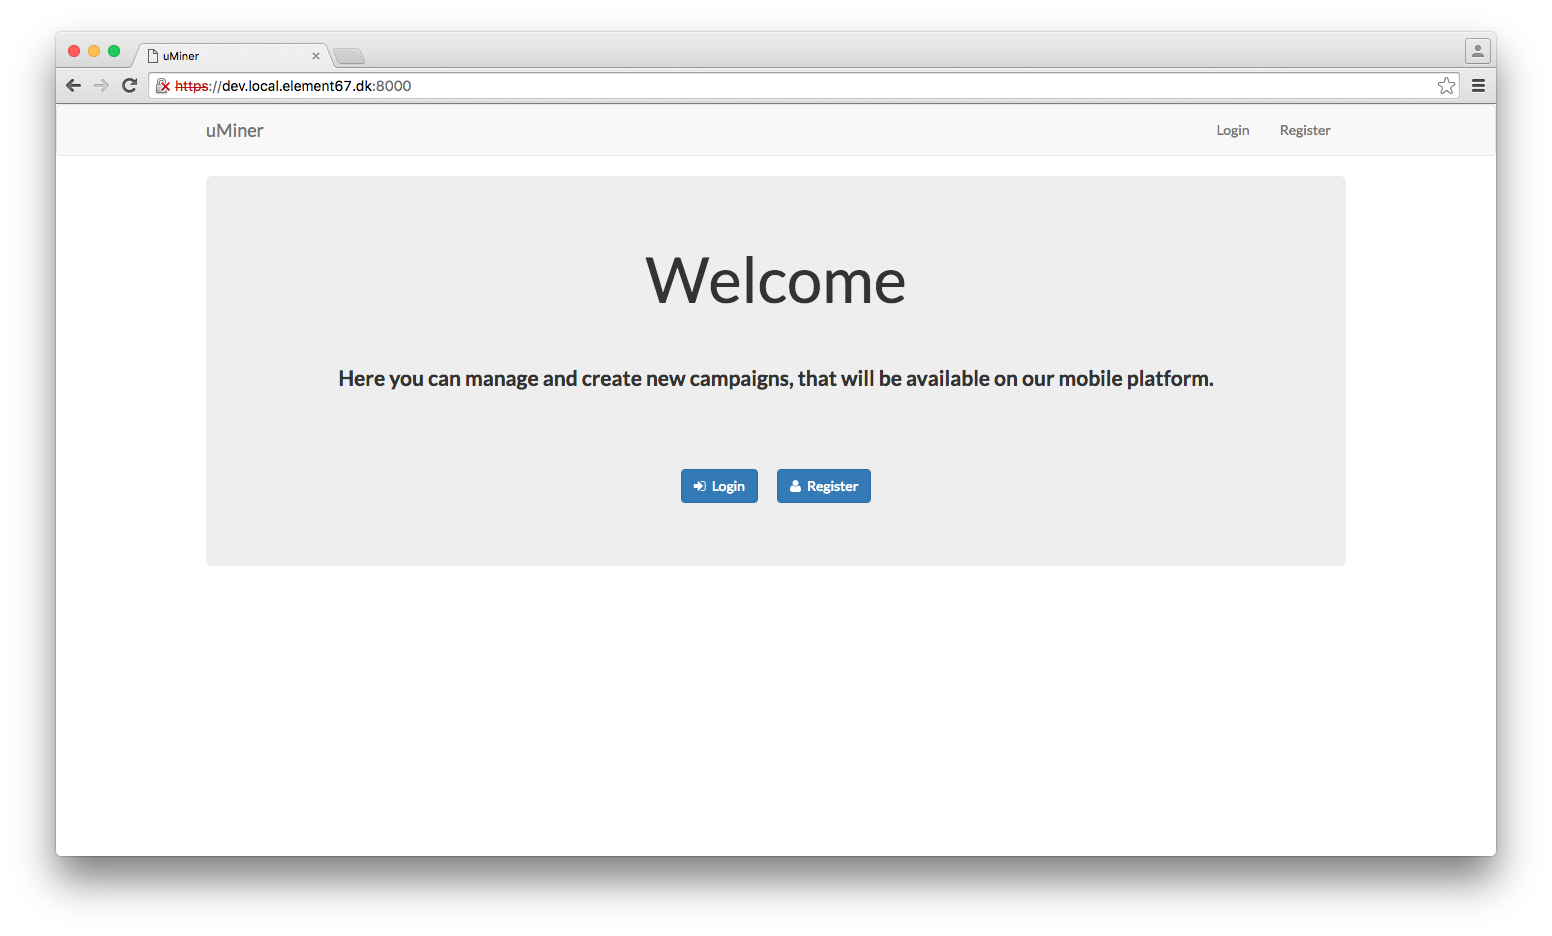 uMiner
https://dev.local.element67.dk:8000
uMiner
Login
Register
Welcome
Here you can manage and create new campaigns, that will be available on our mobile platform.
Login
Register